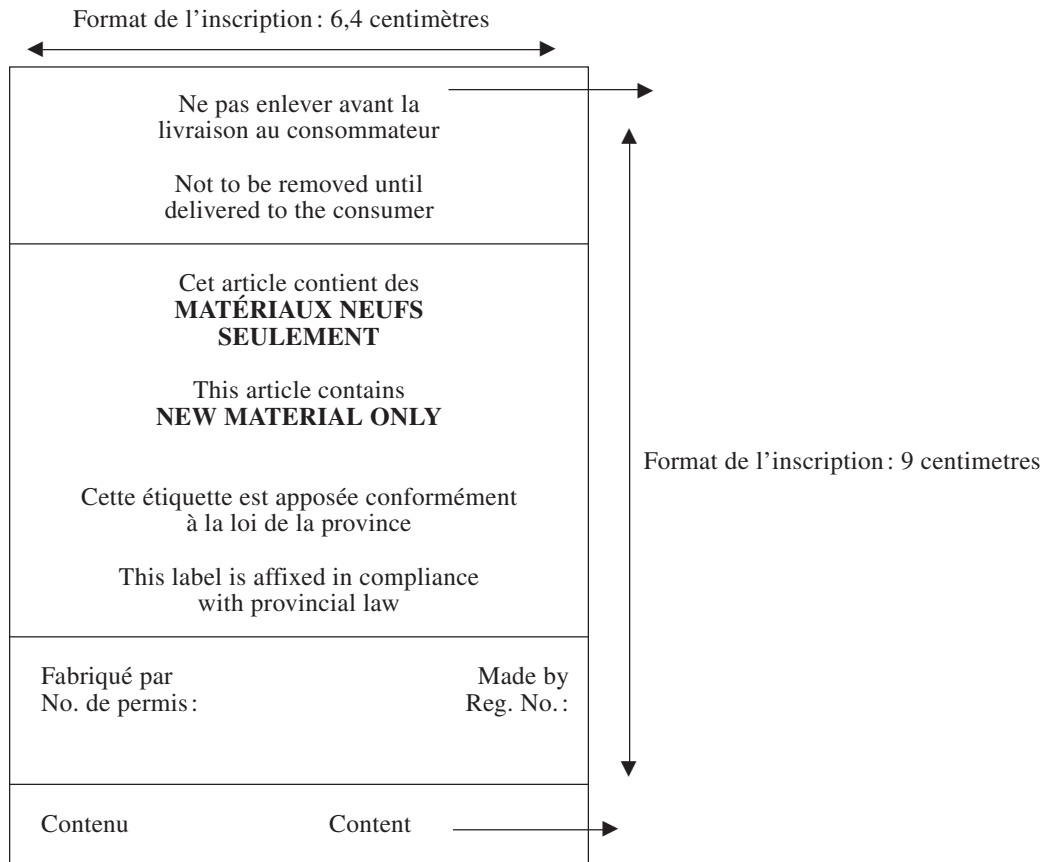 Format de l'inscription : 6,4 centimètres
Ne pas enlever avant la
livraison au consommateur
Not to be removed until
delivered to the consumer
Cet article contient des
MATÉRIAUX NEUFS
SEULEMENT
This article contains
NEW MATERIAL ONLY
Format de l'inscription : 9 centimetres
Cette étiquette est apposée conformément
à la loi de la province
This label is affixed in compliance
with provincial law
Fabriqué par Made by
No. de permis : Reg. No. :
Contenu Content